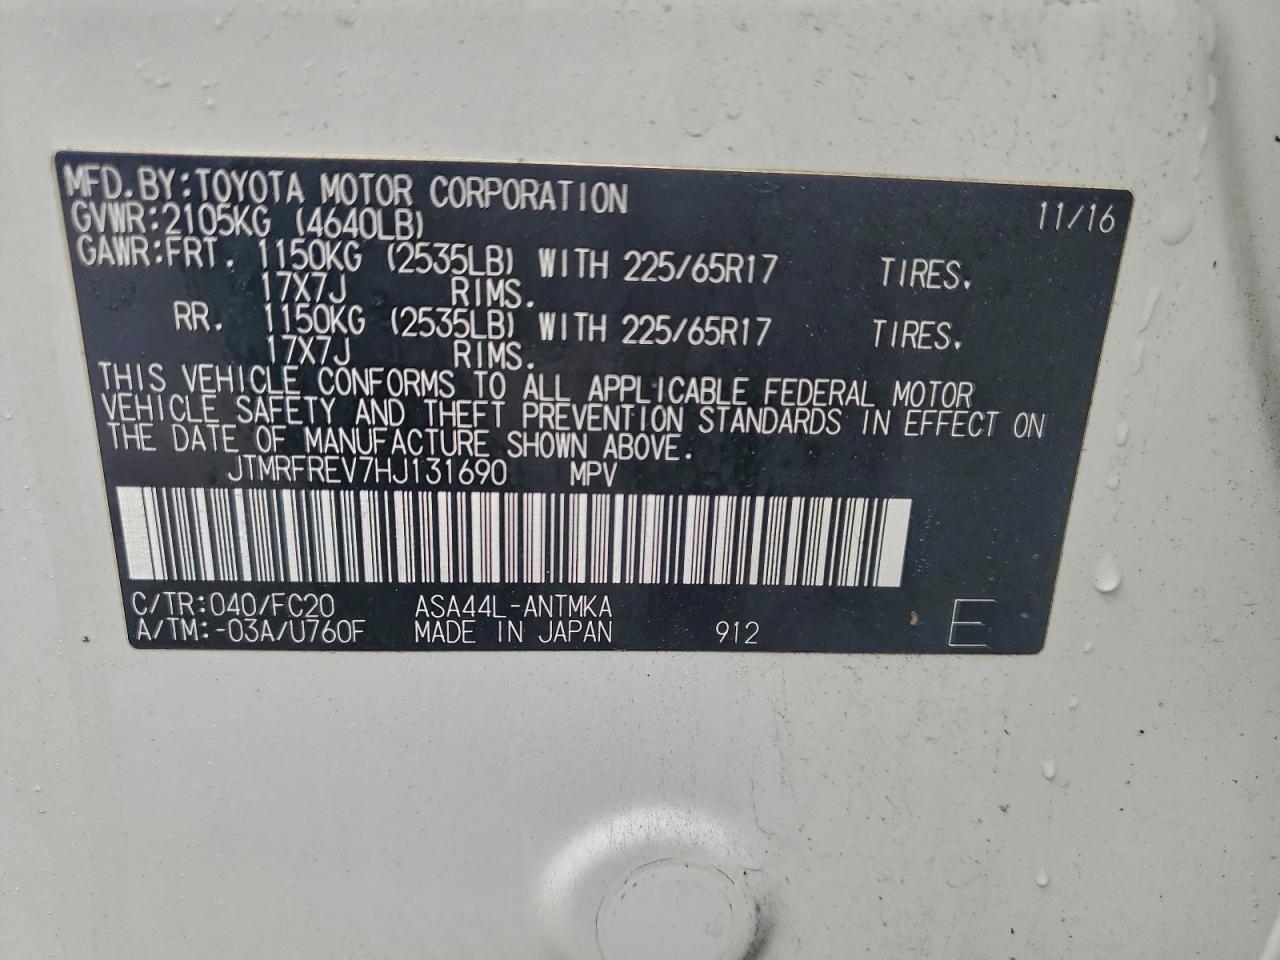 MFD.BY:TOYOTA MOTOR CORPORATION 11/16
GVWR:2105KG (4640LB)
GAWR:FRT. 1150KG (2535LB) WITH 225/65R17 TIRES.
17X7J RIMS.
RR. 1150KG (2535LB) WITH 225/65R17 TIRES.
17X7J RIMS.
THIS VEHICLE CONFORMS TO ALL APPLICABLE FEDERAL MOTOR
VEHICLE SAFETY AND THEFT PREVENTION STANDARDS IN EFFECT ON
THE DATE OF MANUFACTURE SHOWN ABOVE.
JTMRFREV7HJ131690 MPV
C/TR:040/FC20 ASA44L-ANTMKA
A/TM:-03A/U760F MADE IN JAPAN 912 E